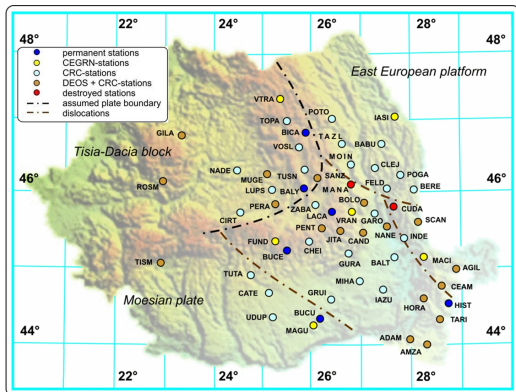 22° 24° 26° 28°
48° 48°
permanent stations
CEGRN-stations
CRC-stations
DEOS + CRC-stations
destroyed stations
assumed plate boundary
dislocations
East European platform
VTRA
POTO
IASI
TOPA
BICA
TAZL
GILA
VOSL
BABU
Tisia-Dacia block
MOIN
CLEJ
NADE
MUGE
TUSN
SANZ
POGA
ROSM
FELD
46° 46°
LUPS
BALY
MANA
BERE
PERA
ZABA
BOLO
CUDA
CIRT
LACA
VRAN
GURA
SCAN
PENT
NANE
FUND
JITA
CAND
INDE
CHEI
BUCE
TISM
GURA
BALT
MACI
AGIL
TUTA
MIHA
CEAM
Moesian plate
CATE
GRUI
IAZU
HORA
HIST
UDUP
BUCU
TARI
44° 44°
MAGU
ADAM
AMZA
22° 24° 26° 28°